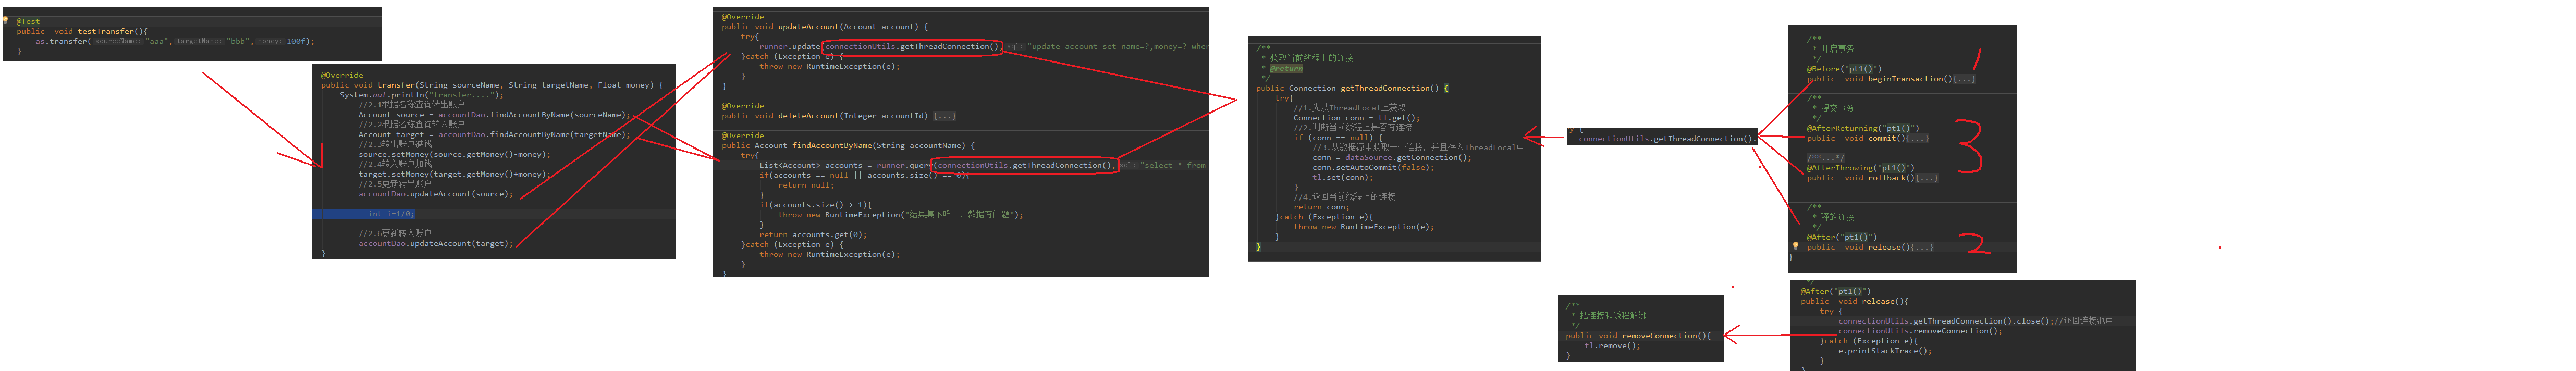 @Test
public  void testTransfer(){
as.transfer( sourceName: "aaa", targetName: "bbb", money: 100f);
}
@Override
public void transfer(String sourceName, String targetName, Float money) {
System.out.println("transfer....");
//2.1根据名称查询转出账户
Account source = accountDao.findAccountByName(sourceName);
//2.2根据名称查询转入账户
Account target = accountDao.findAccountByName(targetName);
//2.3转出账户减钱
source.setMoney(source.getMoney()-money);
//2.4转入账户加钱
target.setMoney(target.getMoney()+money);
//2.5更新转出账户
accountDao.updateAccount(source);
int i=1/0;
//2.6更新转入账户
accountDao.updateAccount(target);
}
@Override
public void updateAccount(Account account) {
try{
runner.update(connectionUtils.getThreadConnection(), sql: "update account set name=?,money=? whe
}catch (Exception e) {
throw new RuntimeException(e);
}
}
@Override
public void deleteAccount(Integer accountId) {...}
@Override
public Account findAccountByName(String accountName) {
try{
List<Account> accounts = runner.query(connectionUtils.getThreadConnection(), sql: "select * from
if(accounts == null || accounts.size() == 0){
return null;
}
if(accounts.size() > 1){
throw new RuntimeException("结果集不唯一，数据有问题");
}
return accounts.get(0);
}catch (Exception e) {
throw new RuntimeException(e);
}
}
/**
* 获取当前线程上的连接
* @return
*/
public Connection getThreadConnection() {
try{
//1.先从ThreadLocal上获取
Connection conn = tl.get();
//2.判断当前线程上是否有连接
if (conn == null) {
//3.从数据源中获取一个连接，并且存入ThreadLocal中
conn = dataSource.getConnection();
conn.setAutoCommit(false);
tl.set(conn);
}
//4.返回当前线程上的连接
return conn;
}catch (Exception e){
throw new RuntimeException(e);
}
}
y {
connectionUtils.getThreadConnection().
/**
* 开启事务
*/
@Before("pt1()")
public  void beginTransaction(){...}
1
/**
* 提交事务
*/
@AfterReturning("pt1()")
public  void commit(){...}
3
/**...*/
@AfterThrowing("pt1()")
public  void rollback(){...}
/**
* 释放连接
*/
@After("pt1()")
public  void release(){...}
2
}
/**
* 把连接和线程解绑
*/
public void removeConnection(){
tl.remove();
}
*/
@After("pt1()")
public  void release(){
try {
connectionUtils.getThreadConnection().close();//还回连接池中
connectionUtils.removeConnection();
}catch (Exception e){
e.printStackTrace();
}
}